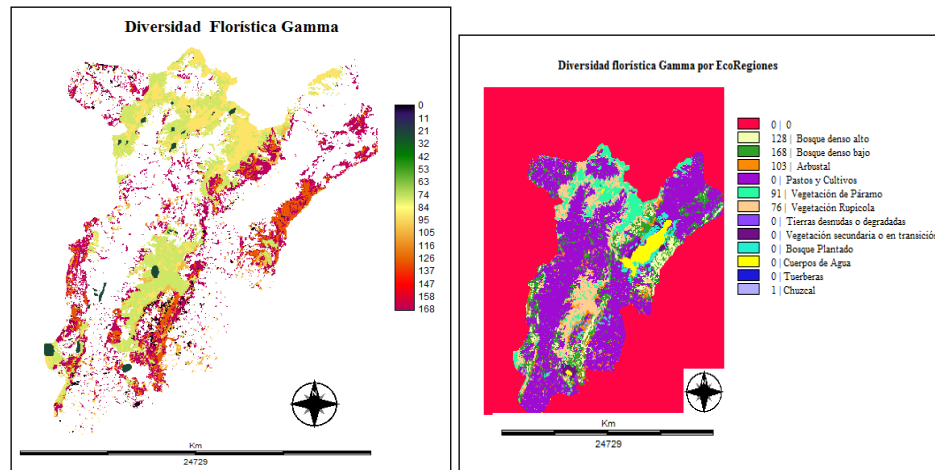 Diversidad Florística Gamma
0
11
21
32
42
53
63
74
84
95
105
116
126
137
147
158
168
Km
24729
Diversidad florística Gamma por EcoRegiones
0 | 0
128 | Bosque denso alto
168 | Bosque denso bajo
103 | Arbustal
0 | Pastos y Cultivos
91 | Vegetación de Páramo
76 | Vegetación Rupicola
0 | Tierras desnudas o degradadas
0 | Vegetación secundaria o en transición
0 | Bosque Plantado
0 | Cuerpos de Agua
0 | Tuerberas
1 | Chuzcal
Km
24729